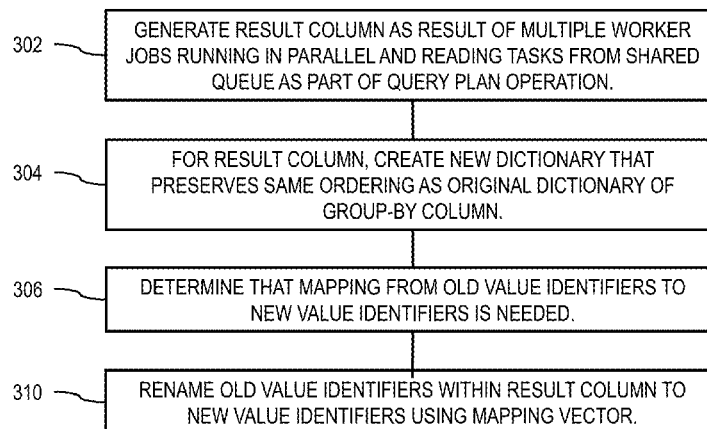 302
GENERATE RESULT COLUMN AS RESULT OF MULTIPLE WORKER
JOBS RUNNING IN PARALLEL AND READING TASKS FROM SHARED
QUEUE AS PART OF QUERY PLAN OPERATION.
304
FOR RESULT COLUMN, CREATE NEW DICTIONARY THAT
PRESERVES SAME ORDERING AS ORIGINAL DICTIONARY OF
GROUP-BY COLUMN.
306
DETERMINE THAT MAPPING FROM OLD VALUE IDENTIFIERS TO
NEW VALUE IDENTIFIERS IS NEEDED.
310
RENAME OLD VALUE IDENTIFIERS WITHIN RESULT COLUMN TO
NEW VALUE IDENTIFIERS USING MAPPING VECTOR.